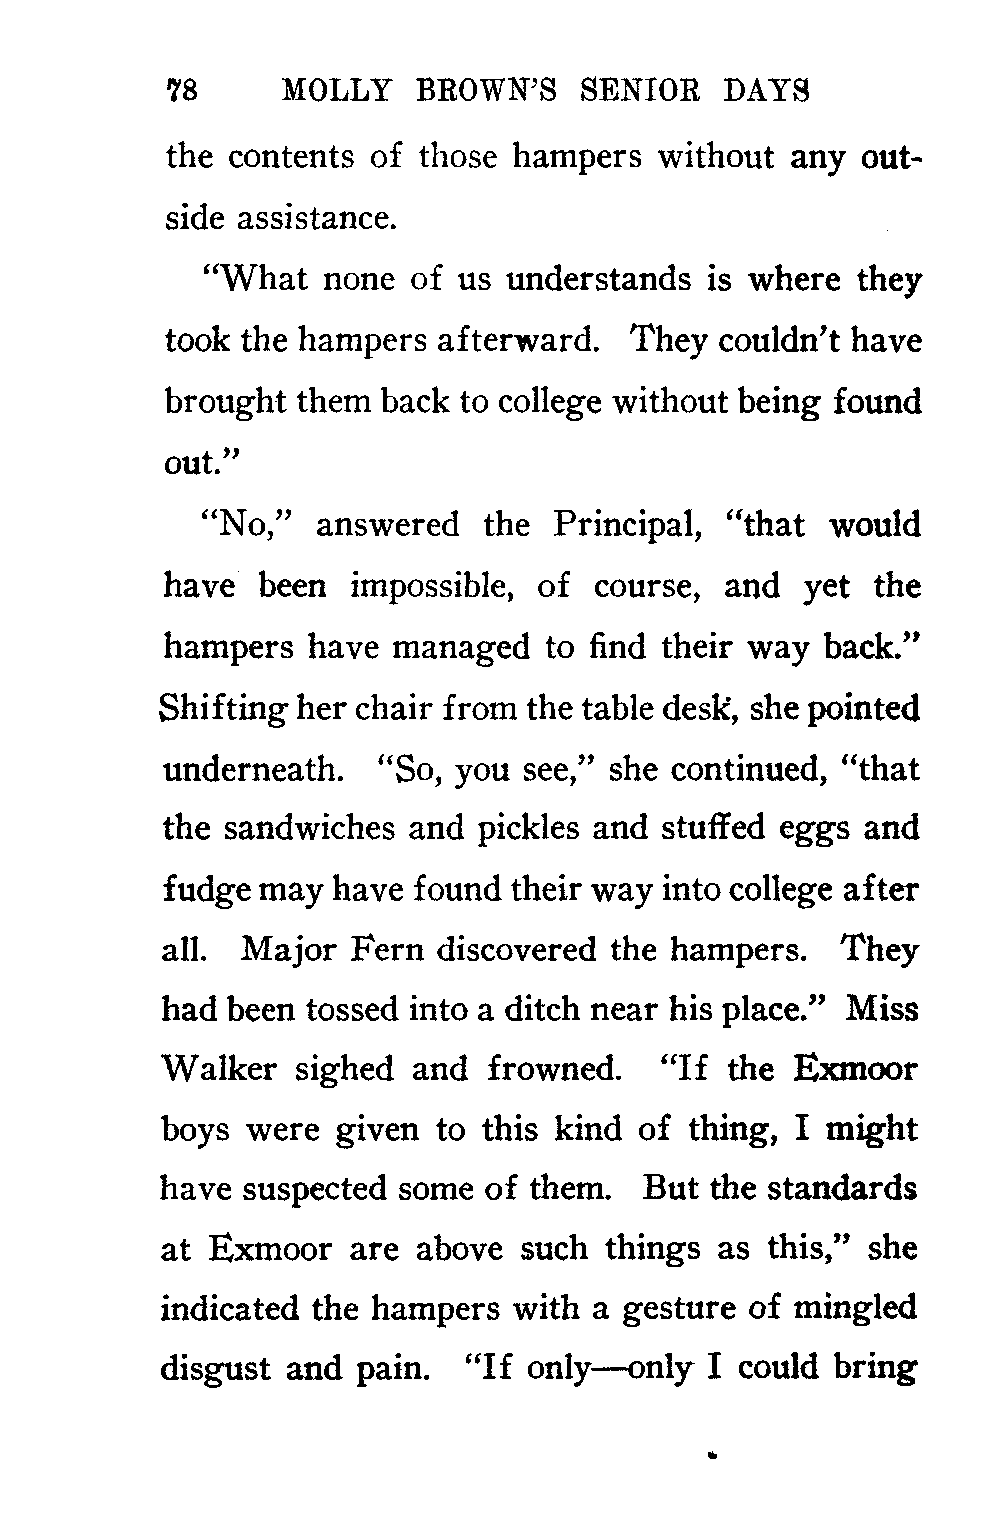 78 MOLLY BROWN'S SENIOR DAYS
the contents of those hampers without any out-
side assistance.
“What none of us understands is where they
took the hampers afterward. They couldn't have
brought them back to college without being found
out.”
“No,” answered the Principal, “that would
have been impossible, of course, and yet the
hampers have managed to find their way back.”
Shifting her chair from the table desk, she pointed
underneath. “So, you see,” she continued, “that
the sandwiches and pickles and stuffed eggs and
fudge may have found their way into college after
all. Major Fern discovered the hampers. They
had been tossed into a ditch near his place.” Miss
Walker sighed and frowned. “If the Exmoor
boys were given to this kind of thing, I might
have suspected some of them. But the standards
at Exmoor are above such things as this,” she
indicated the hampers with a gesture of mingled
disgust and pain. “If only—only I could bring